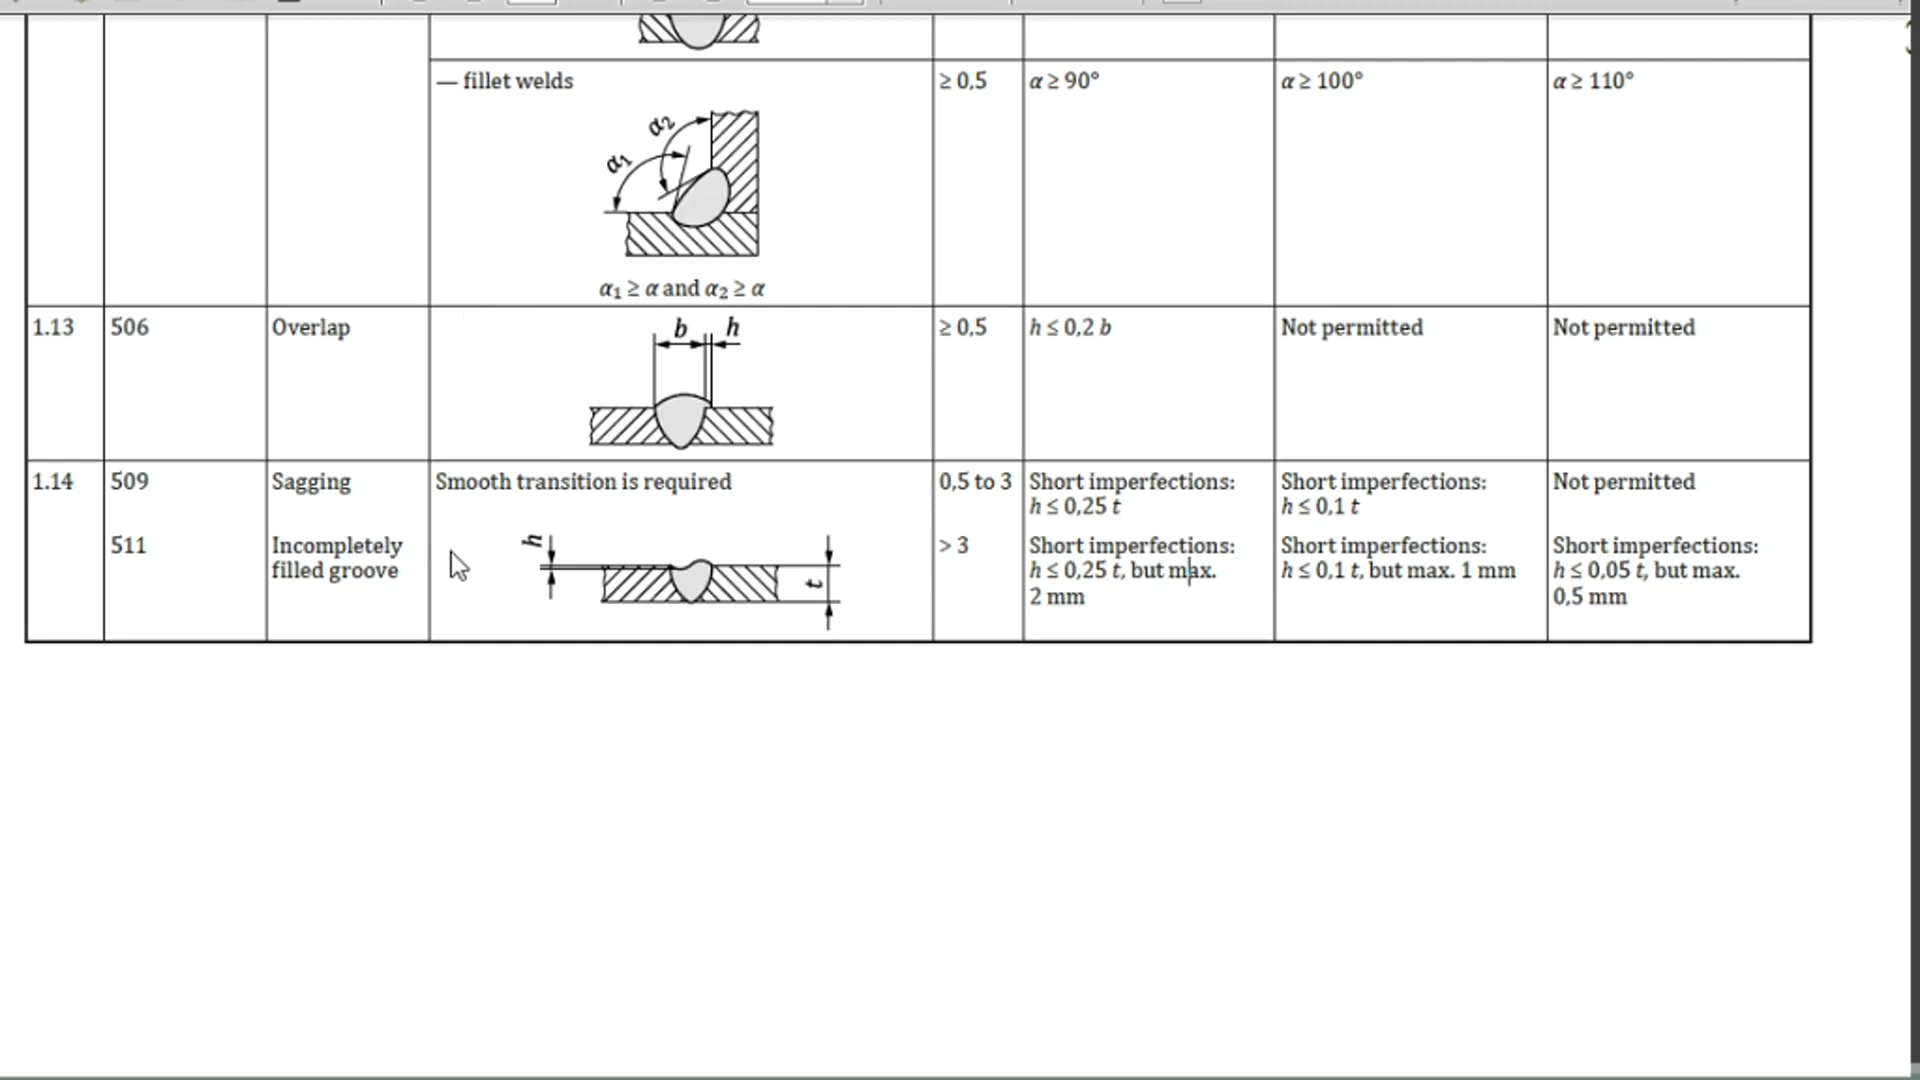 — fillet welds
≥ 0,5
α ≥ 90°
α ≥ 100°
α ≥ 110°
α2
α1
α1 ≥ α and α2 ≥ α
1.13
506
Overlap
b
h
≥ 0,5
h ≤ 0,2 b
Not permitted
Not permitted
1.14
509
Sagging
Smooth transition is required
0,5 to 3
Short imperfections:
h ≤ 0,25 t
Short imperfections:
h ≤ 0,1 t
Not permitted
511
Incompletely
filled groove
h
t
> 3
Short imperfections:
h ≤ 0,25 t, but max.
2 mm
Short imperfections:
h ≤ 0,1 t, but max. 1 mm
Short imperfections:
h ≤ 0,05 t, but max.
0,5 mm